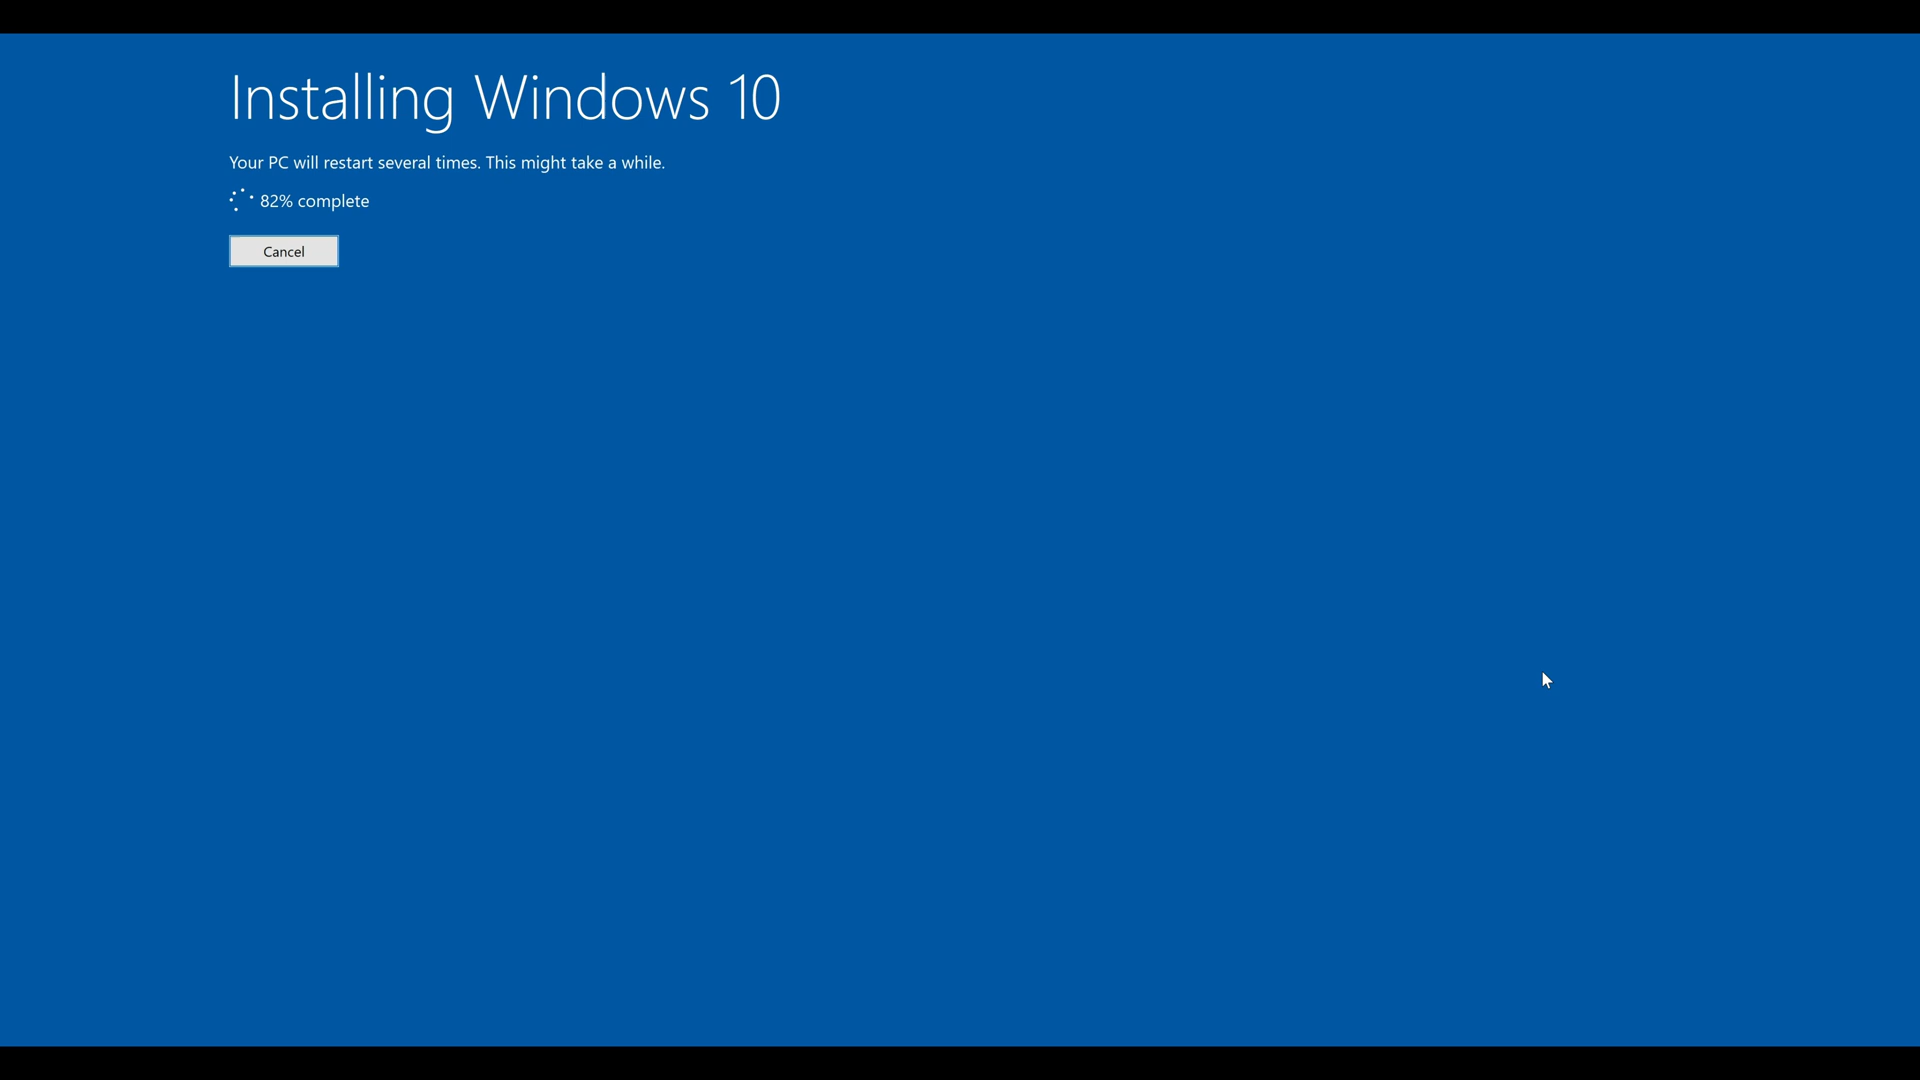 Installing Windows 10
Your PC will restart several times. This might take a while.
82% complete
Cancel